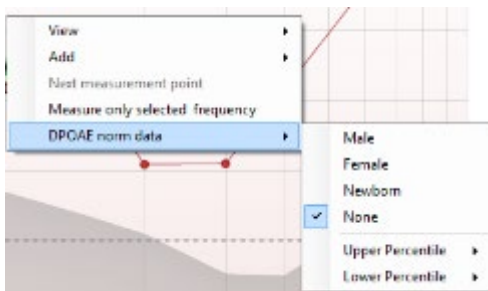 View
Add
Next measurement point
Measure only selected frequency
DPOAE norm data
Male
Female
Newborn
None
Upper Percentile
Lower Percentile